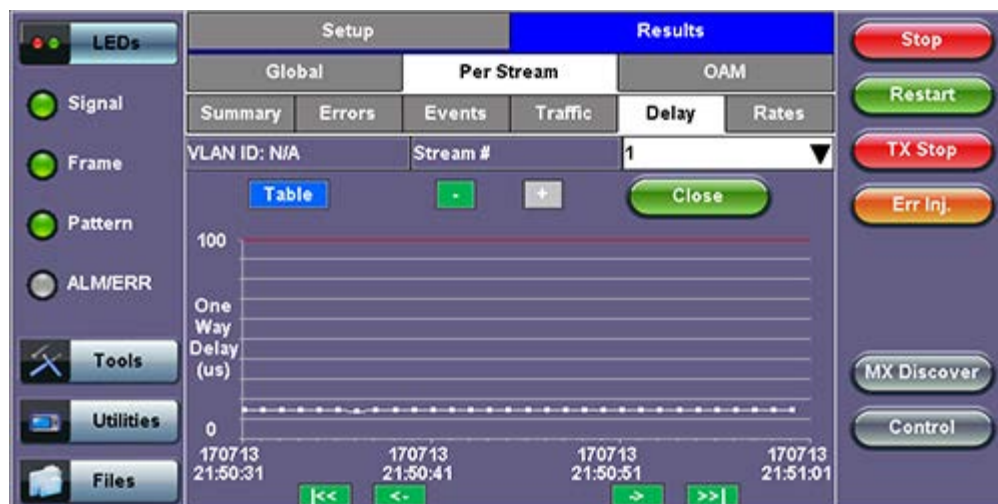 LEDs
Setup
Results
Stop
Global
Per Stream
OAM
Signal
Summary
Errors
Events
Traffic
Delay
Rates
Restart
Frame
VLAN ID: N/A
Stream #
1
TX Stop
Table
-
+
Close
Err Inj.
Pattern
100
ALM/ERR
One
Way
Delay
(us)
Tools
MX Discover
Utilities
0
Control
170713
21:50:31
170713
21:50:41
170713
21:50:51
170713
21:51:01
Files
|<<
<-
->
>>|